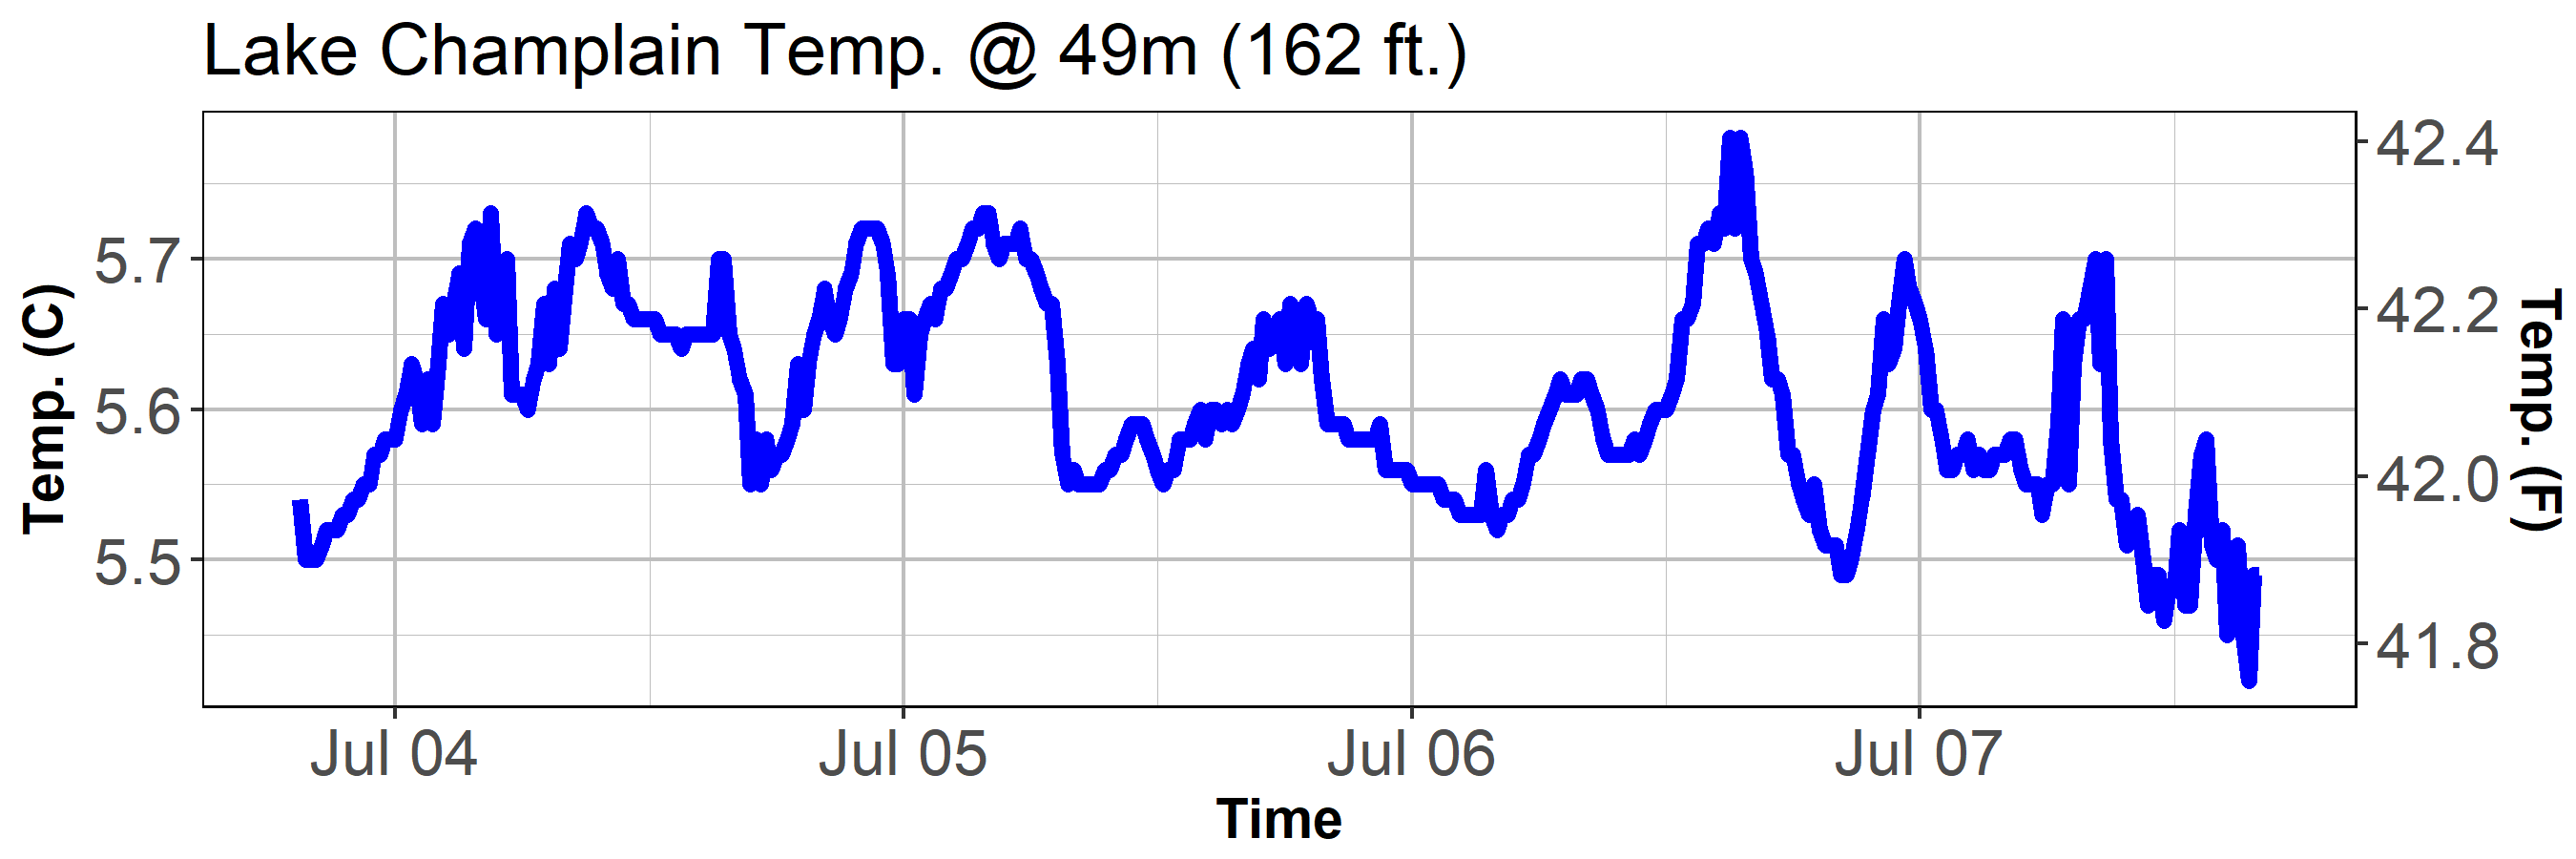 Lake Champlain Temp. @ 49m (162 ft.)
Temp. (C)
5.7
5.6
5.5
42.4
42.2
42.0
41.8
Temp. (F)
Jul 04 Jul 05 Jul 06 Jul 07
Time